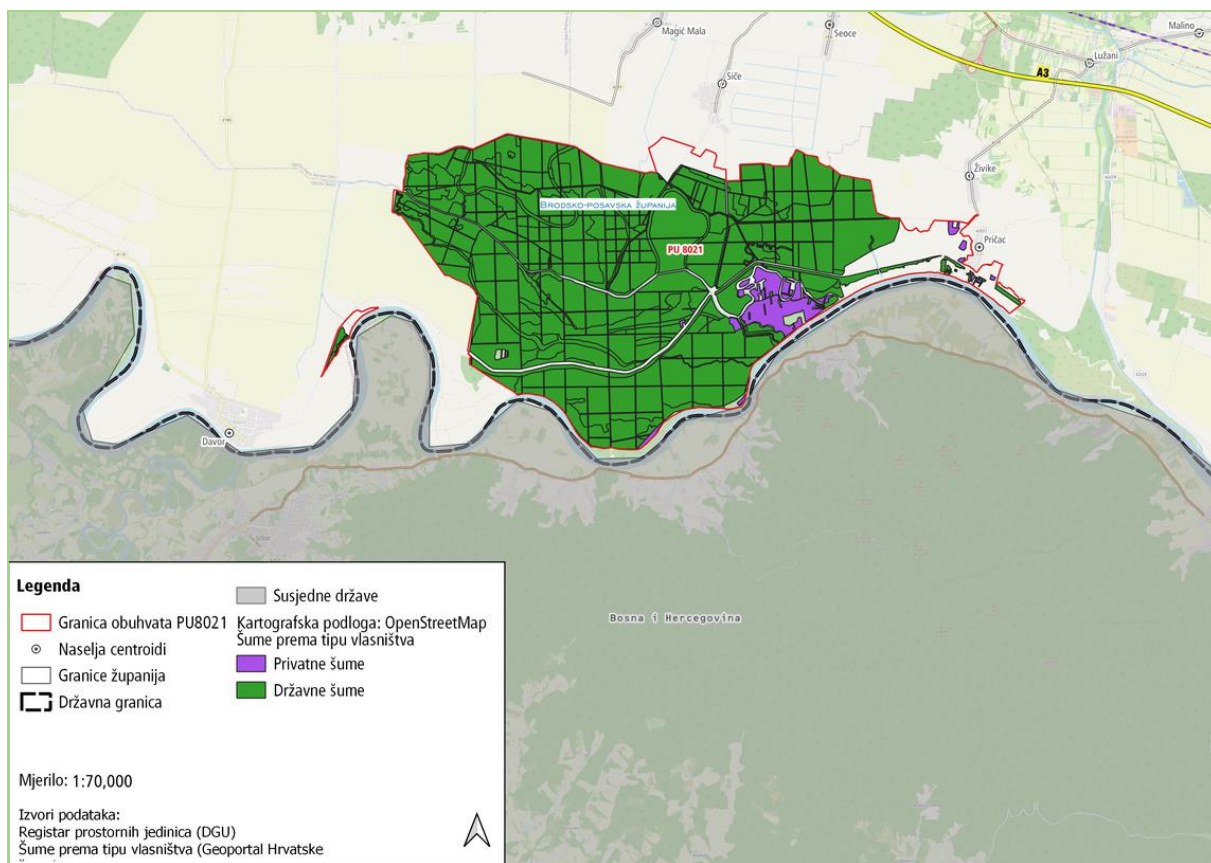 Magić Mala
Seoce
Malino
Lužani
Siče
A3
Živike
BRODSKO-POSAVSKA ŽUPANIJA
PU 8021
Pričac
Davor
Srbac
Bosna i Hercegovina
Legenda
Granica obuhvata PU8021
Naselja centroidi
Granice županija
Državna granica
Susjedne države
Kartografska podloga: OpenStreetMap
Šume prema tipu vlasništva
Privatne šume
Državne šume
Mjerilo: 1:70,000
Izvori podataka:
Registar prostornih jedinica (DGU)
Šume prema tipu vlasništva (Geoportal Hrvatske